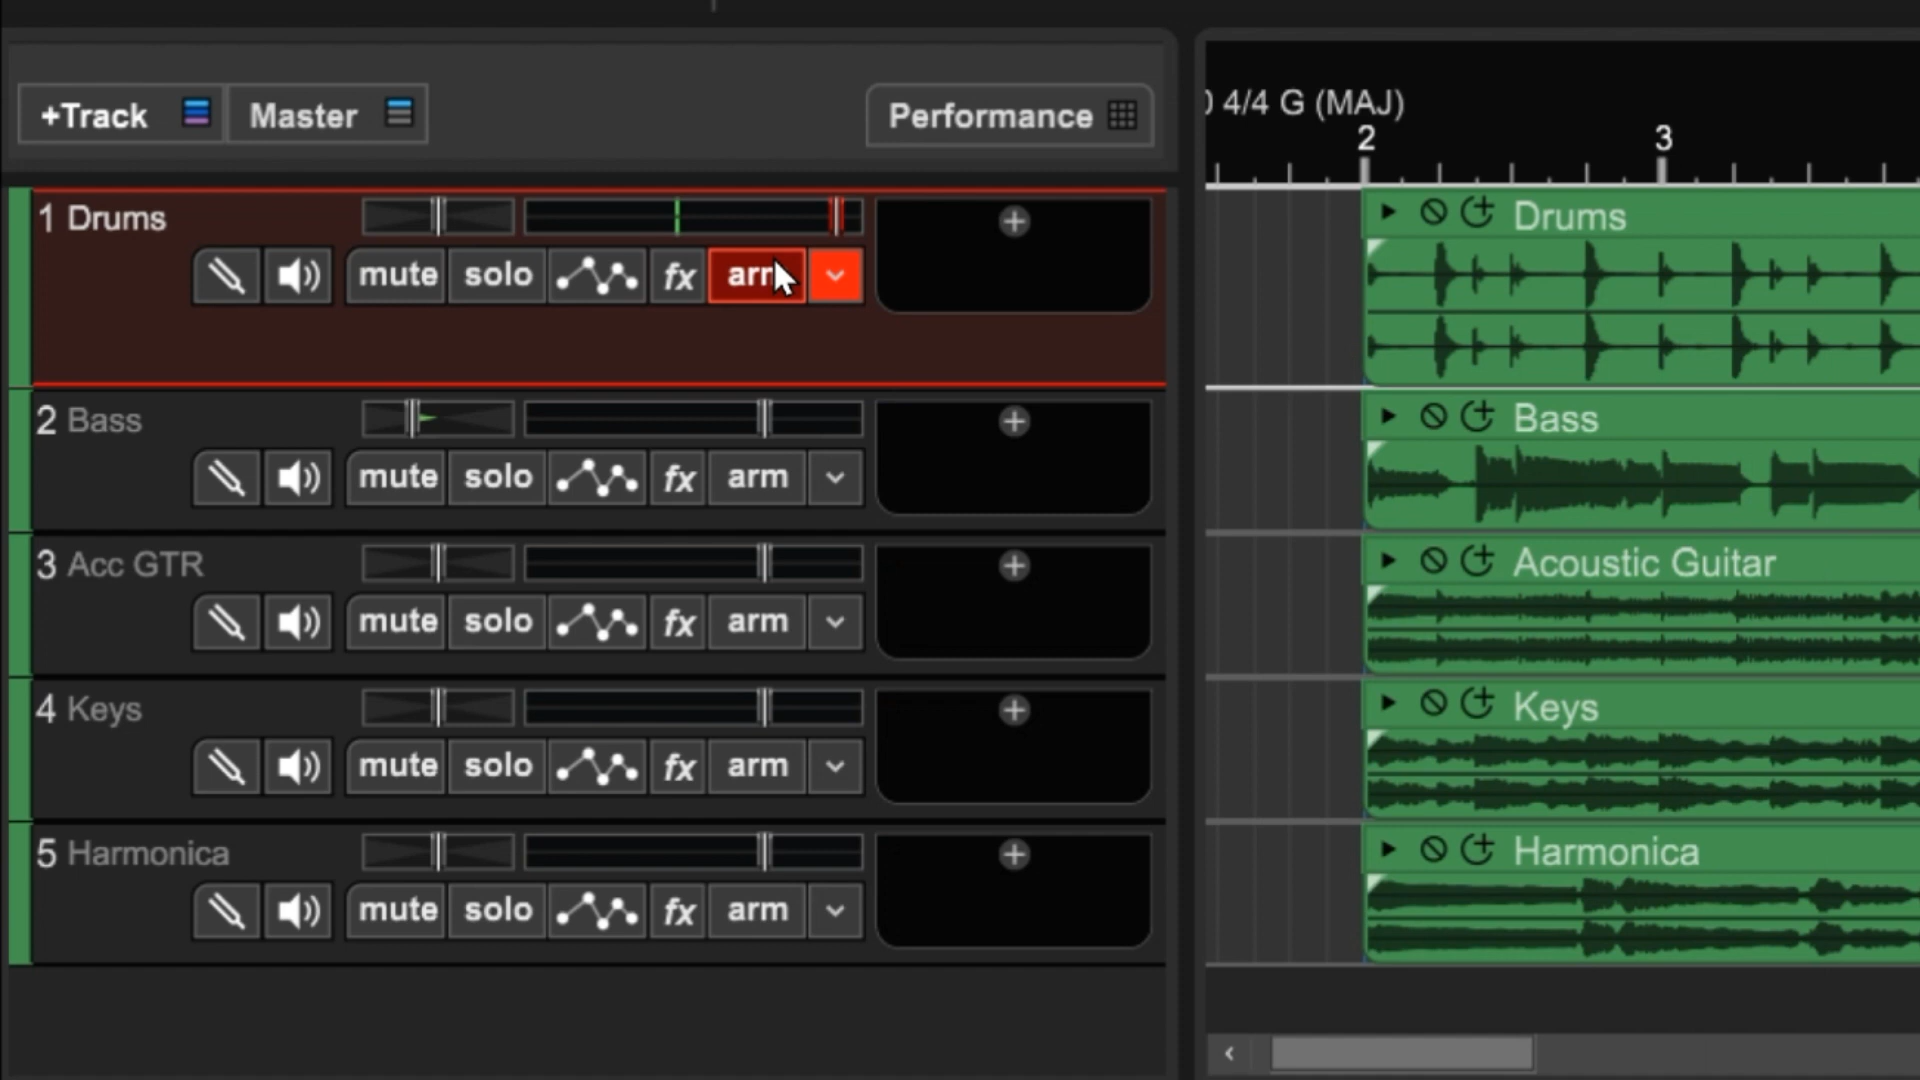 +Track Master Performance
4/4 G (MAJ)
2 3
1 Drums
mute solo fx arm
Drums
2 Bass
mute solo fx arm
Bass
3 Acc GTR
mute solo fx arm
Acoustic Guitar
4 Keys
mute solo fx arm
Keys
5 Harmonica
mute solo fx arm
Harmonica